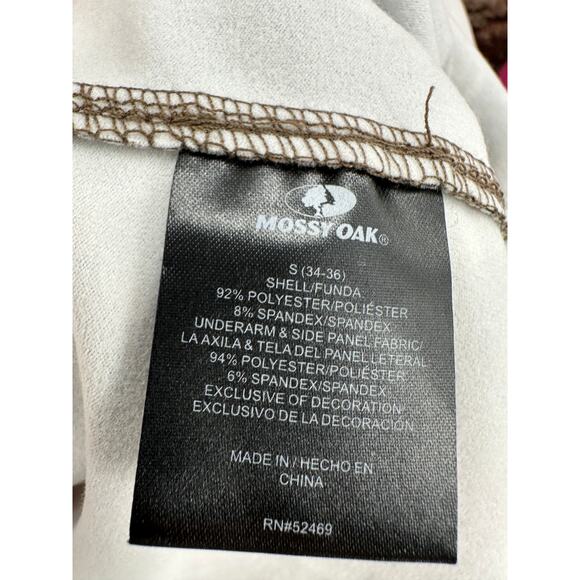 MOSSY OAK®
S (34-36)
SHELL/FUNDA
92% POLYESTER/POLIÉSTER
8% SPANDEX/SPANDEX
UNDERARM & SIDE PANEL FABRIC/
LA AXILA & TELA DEL PANEL LETERAL
94% POLYESTER/POLIÉSTER
6% SPANDEX/SPANDEX
EXCLUSIVE OF DECORATION
EXCLUSIVO DE LA DECORACIÓN
MADE IN / HECHO EN
CHINA
RN#52469